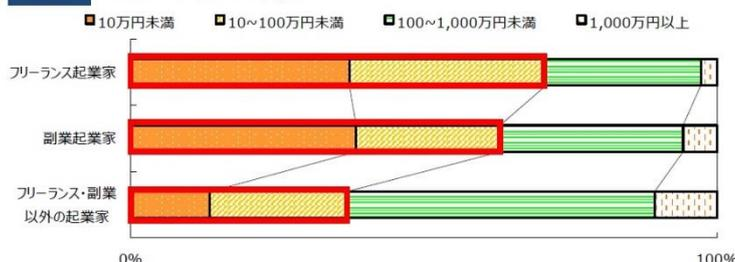 10万円未満 10~100万円未満 100~1,000万円未満 1,000万円以上
フリーランス起業家
副業起業家
フリーランス・副業
以外の起業家
0% 100%